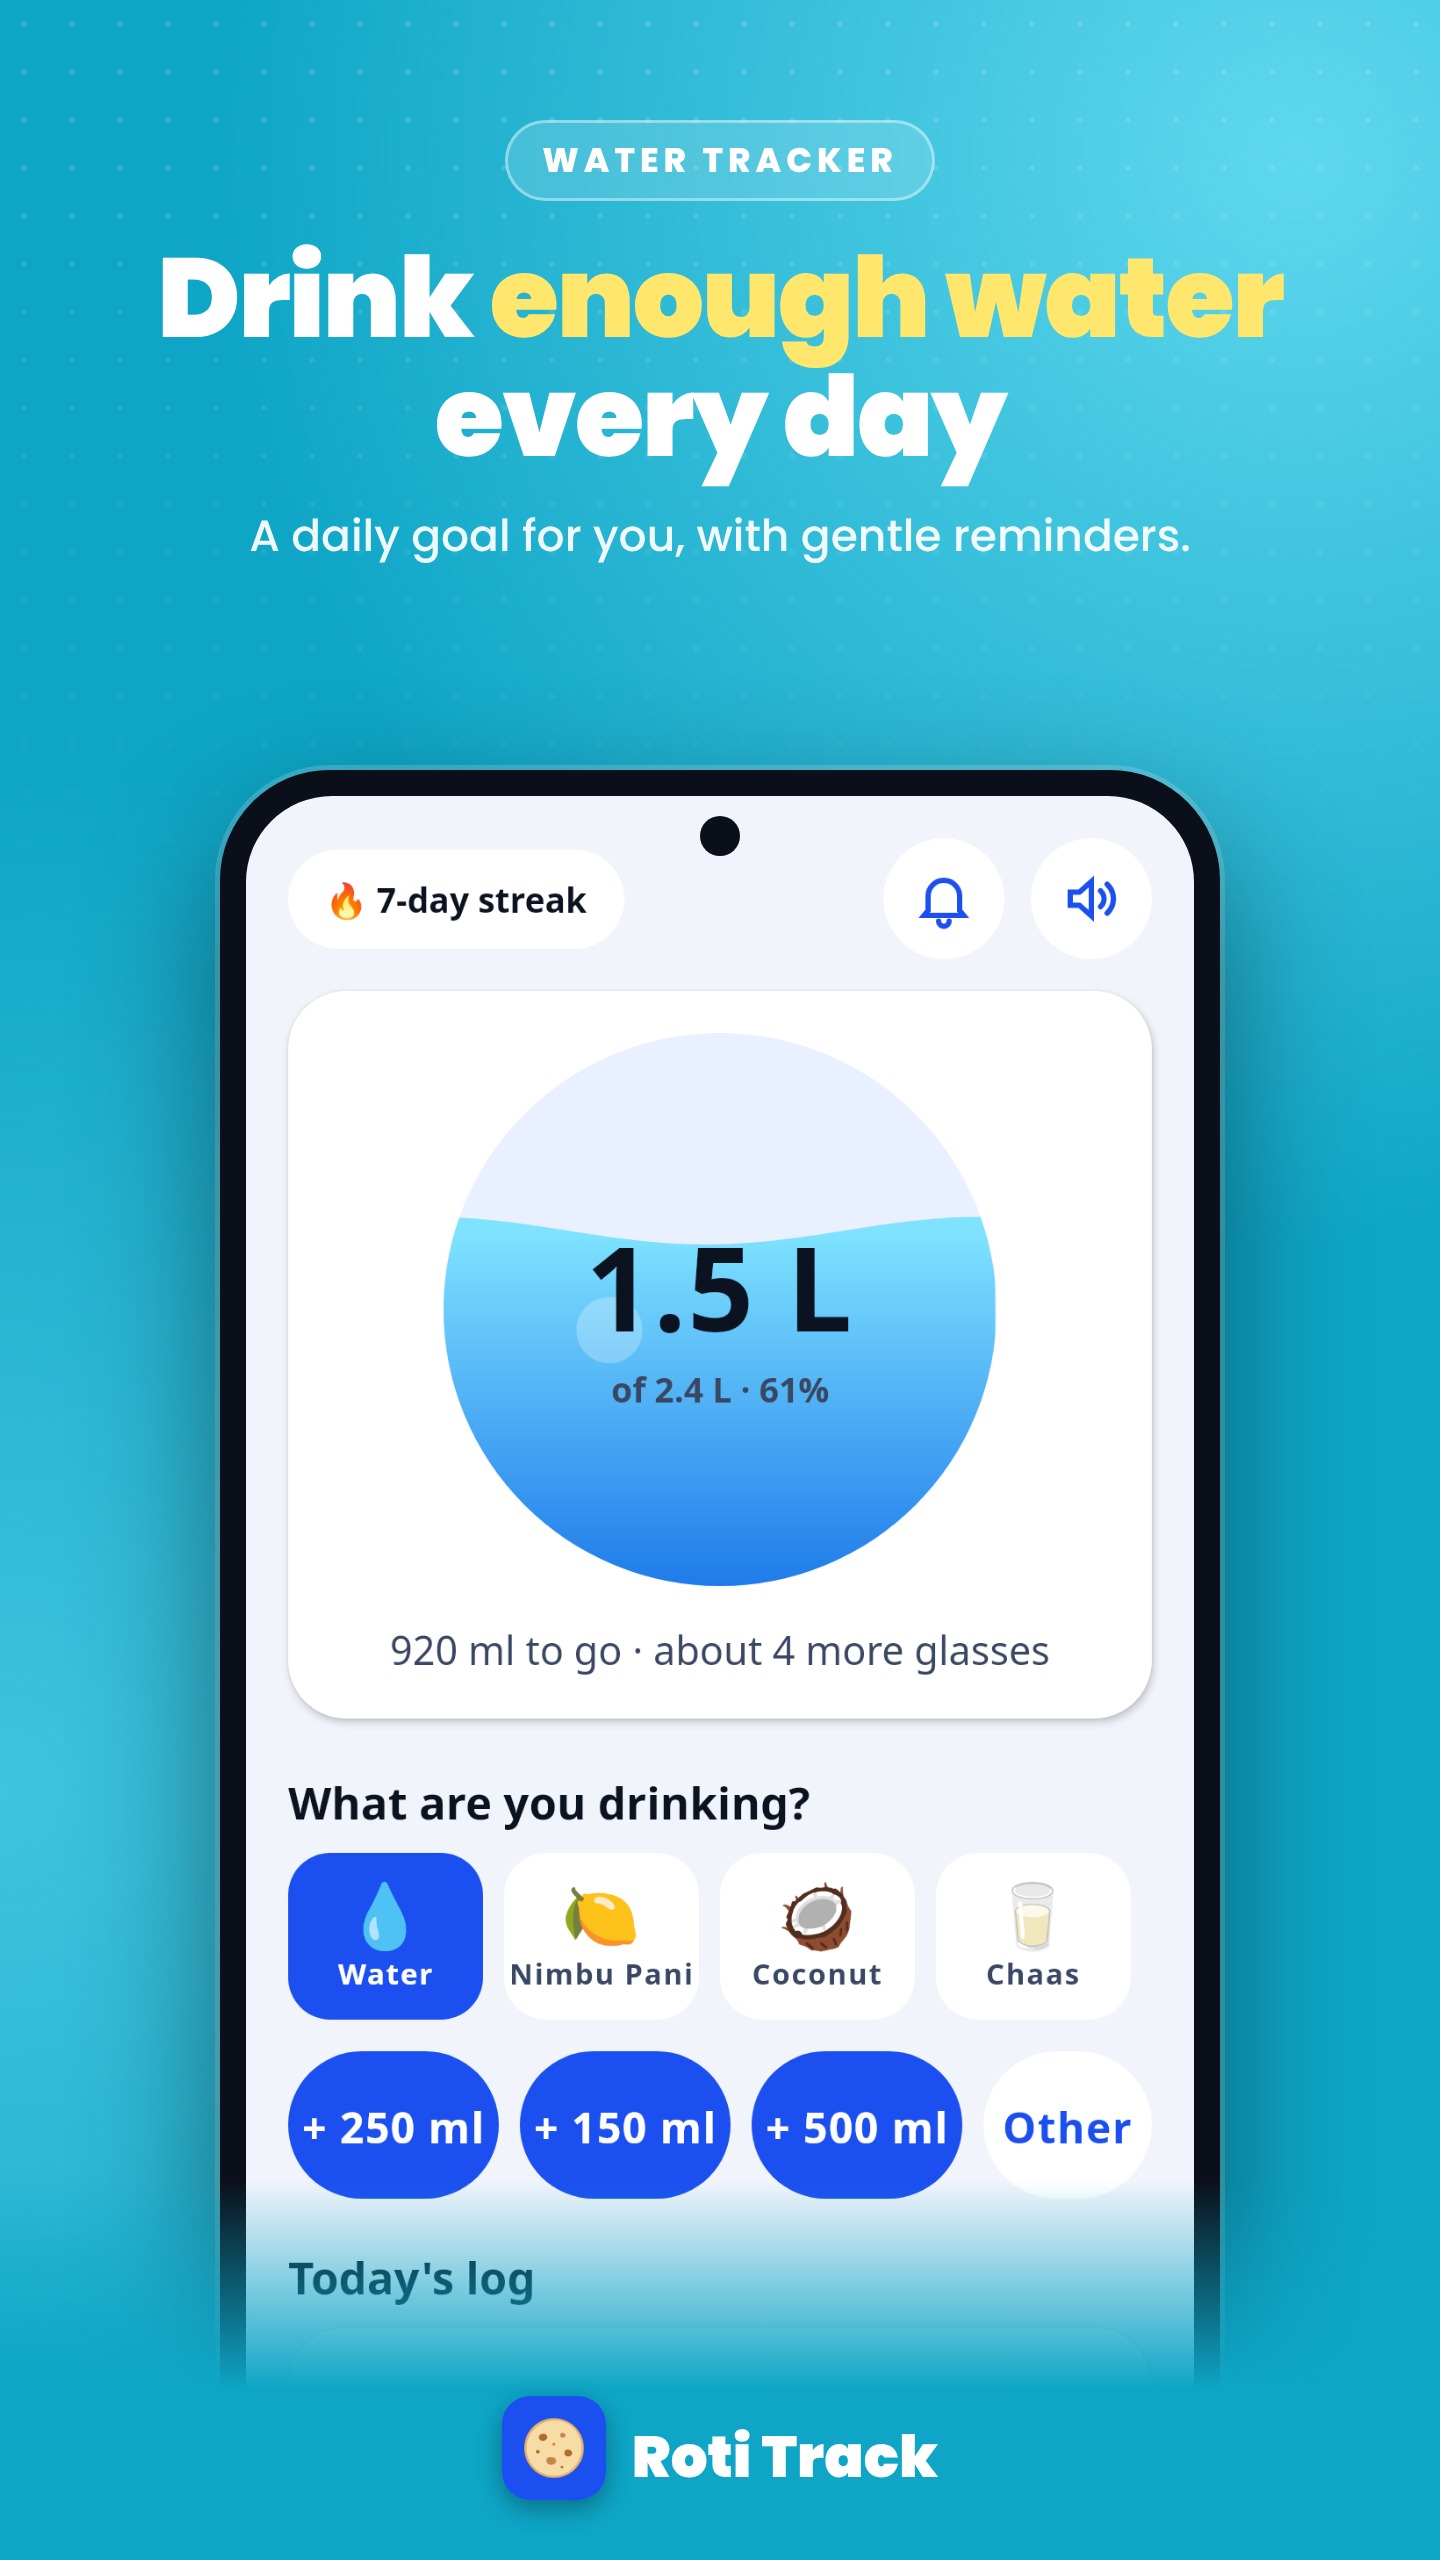 WATER TRACKER
Drink enough water
every day
A daily goal for you, with gentle reminders.
🔥 7-day streak
1.5 L
of 2.4 L · 61%
920 ml to go · about 4 more glasses
What are you drinking?
Water
Nimbu Pani
Coconut
Chaas
+ 250 ml
+ 150 ml
+ 500 ml
Other
Today's log
Roti Track